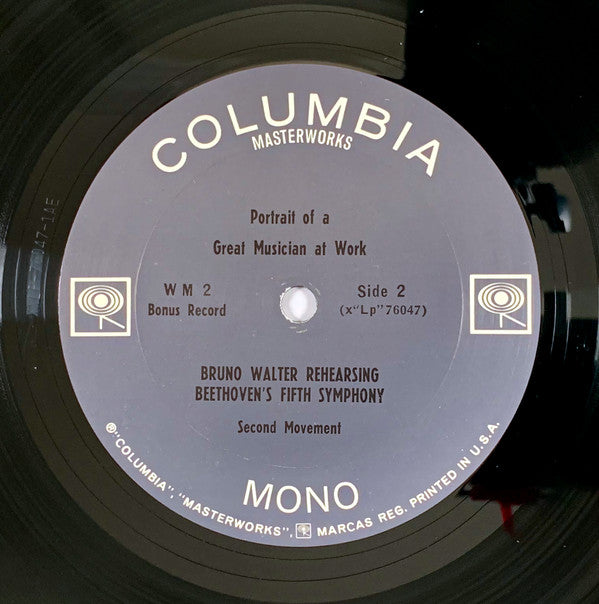 COLUMBIA
MASTERWORKS
Portrait of a
Great Musician at Work
WM 2
Bonus Record
Side 2
(x"Lp"76047)
BRUNO WALTER REHEARSING
BEETHOVEN'S FIFTH SYMPHONY
Second Movement
MONO
®"COLUMBIA", "MASTERWORKS", MARCAS REG. PRINTED IN U.S.A.